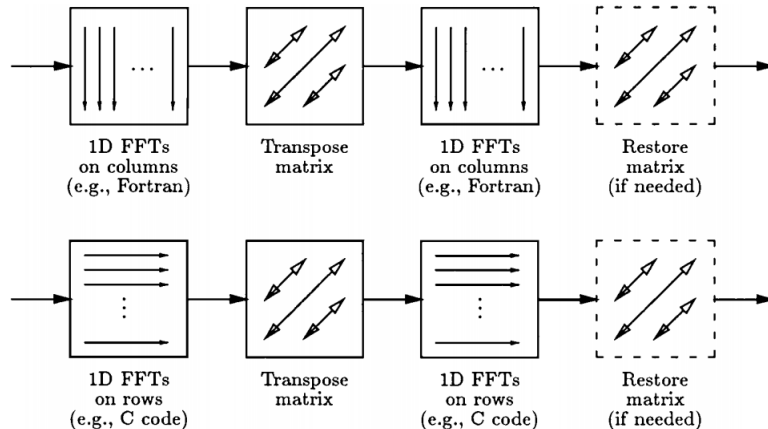 ...
1D FFTs
on columns
(e.g., Fortran)
Transpose
matrix
...
1D FFTs
on columns
(e.g., Fortran)
Restore
matrix
(if needed)
1D FFTs
on rows
(e.g., C code)
Transpose
matrix
1D FFTs
on rows
(e.g., C code)
Restore
matrix
(if needed)